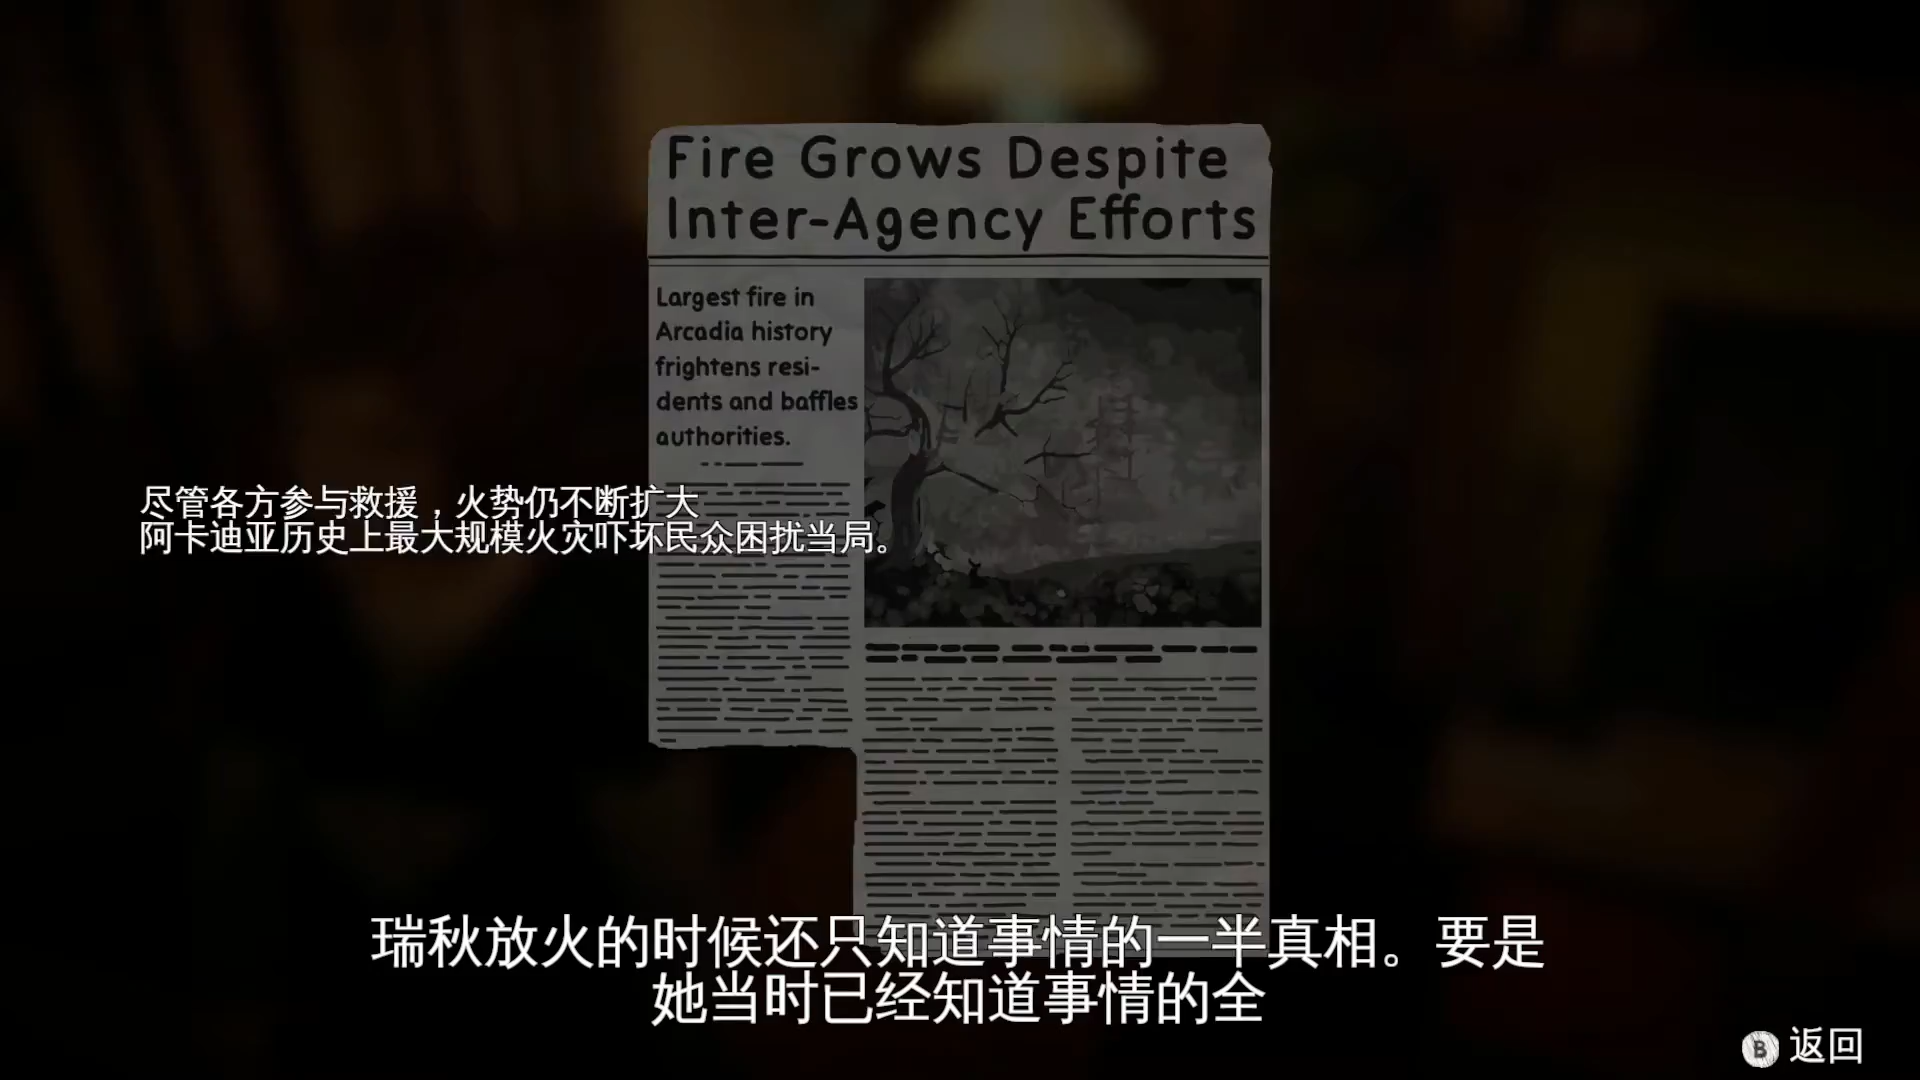 Fire Grows Despite
Inter-Agency Efforts
Largest fire in
Arcadia history
frightens resi-
dents and baffles
authorities.
尽管各方参与救援，火势仍不断扩大
阿卡迪亚历史上最大规模火灾吓坏民众困扰当局。
瑞秋放火的时候还只知道事情的一半真相。要是
她当时已经知道事情的全
B 返回